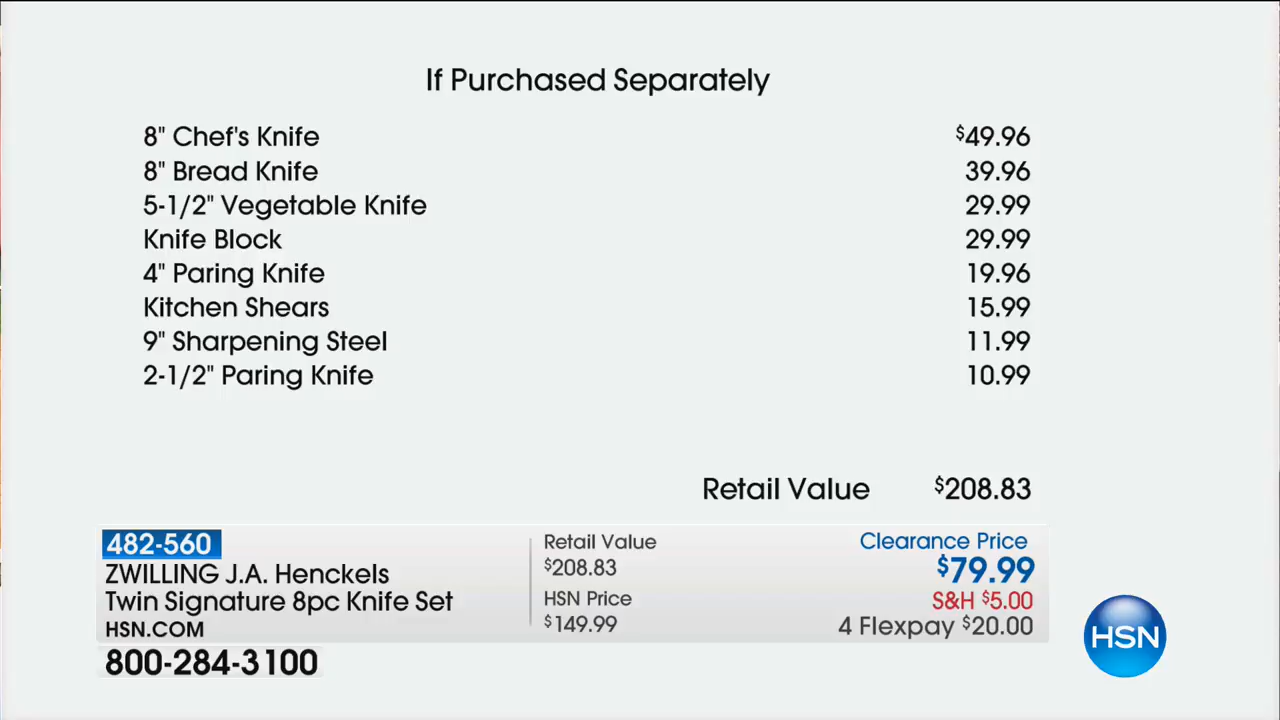 If Purchased Separately
8" Chef's Knife $49.96
8" Bread Knife 39.96
5-1/2" Vegetable Knife 29.99
Knife Block 29.99
4" Paring Knife 19.96
Kitchen Shears 15.99
9" Sharpening Steel 11.99
2-1/2" Paring Knife 10.99
Retail Value $208.83
482-560
ZWILLING J.A. Henckels
Twin Signature 8pc Knife Set
HSN.COM
800-284-3100
Retail Value
$208.83
HSN Price
$149.99
Clearance Price
$79.99
S&H $5.00
4 Flexpay $20.00
HSN